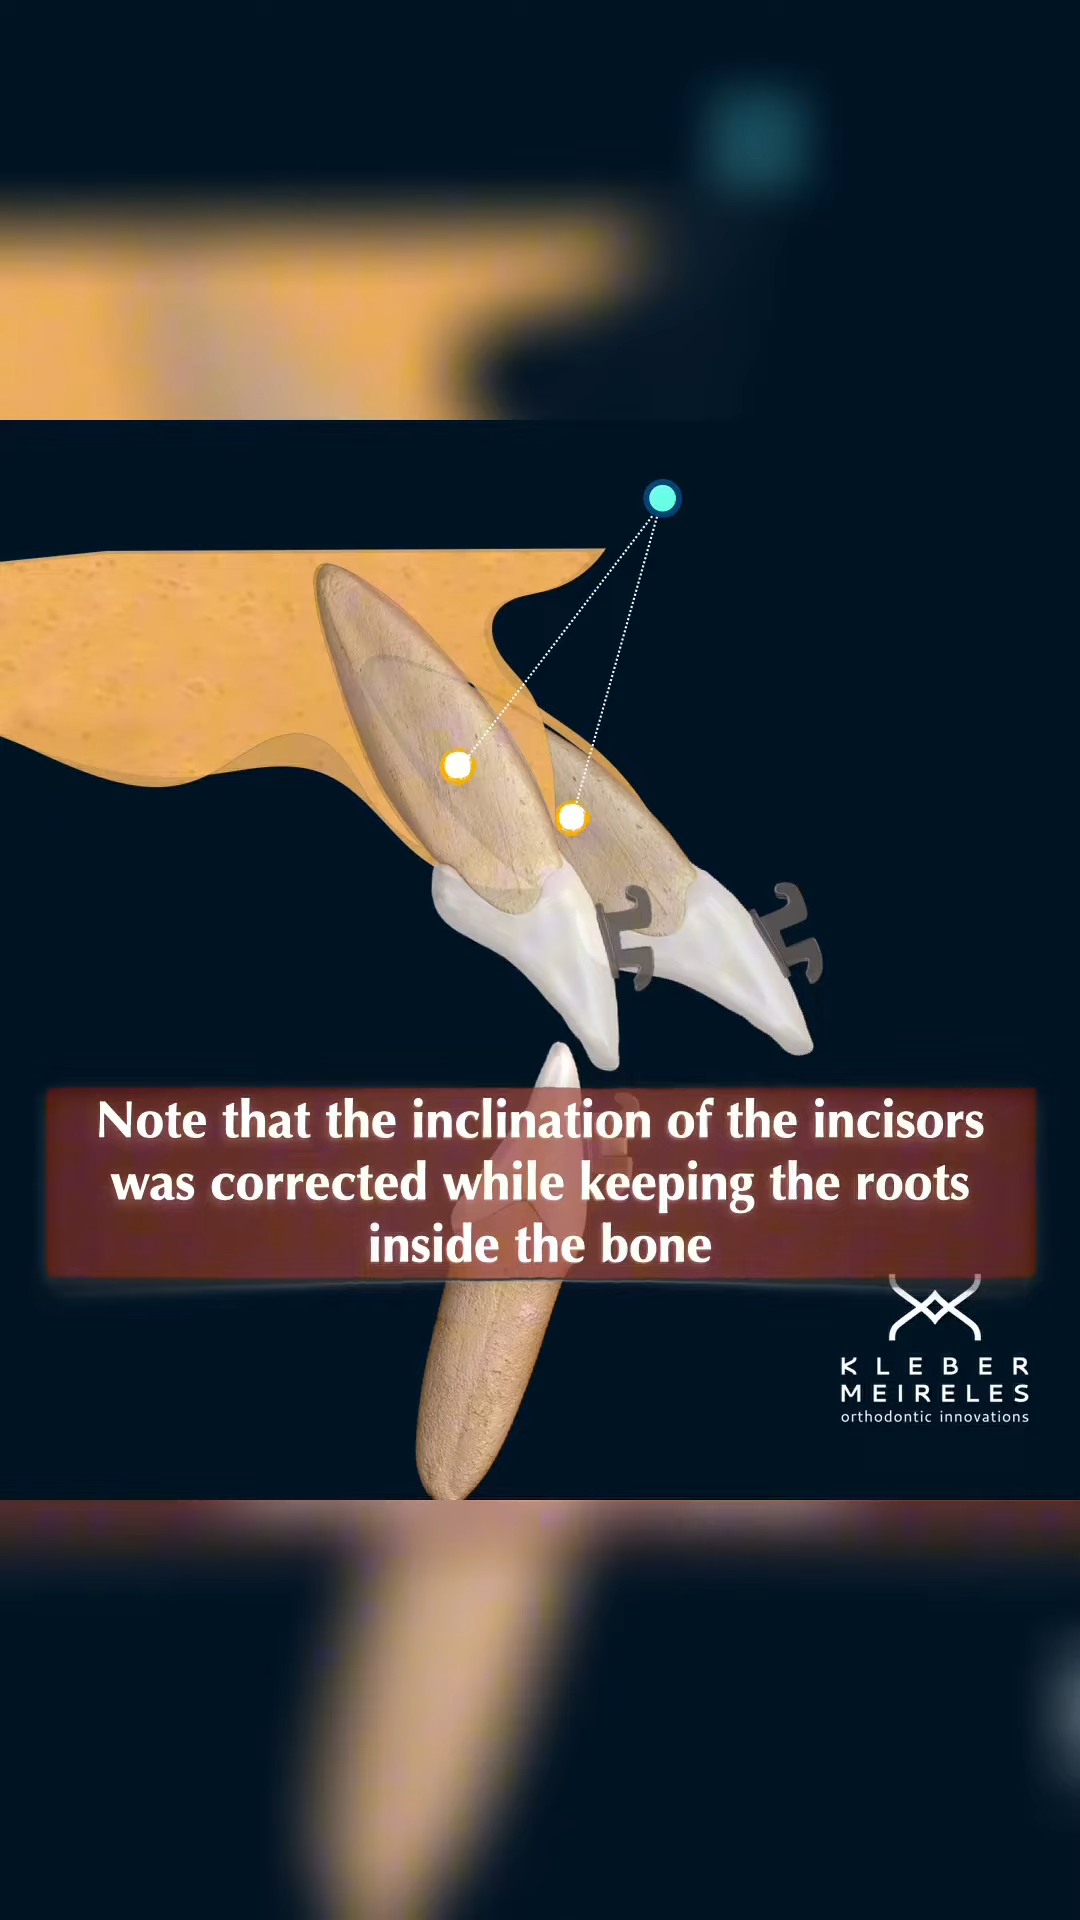 Note that the inclination of the incisors
was corrected while keeping the roots
inside the bone
KLEBER
MEIRELES
orthodontic innovations